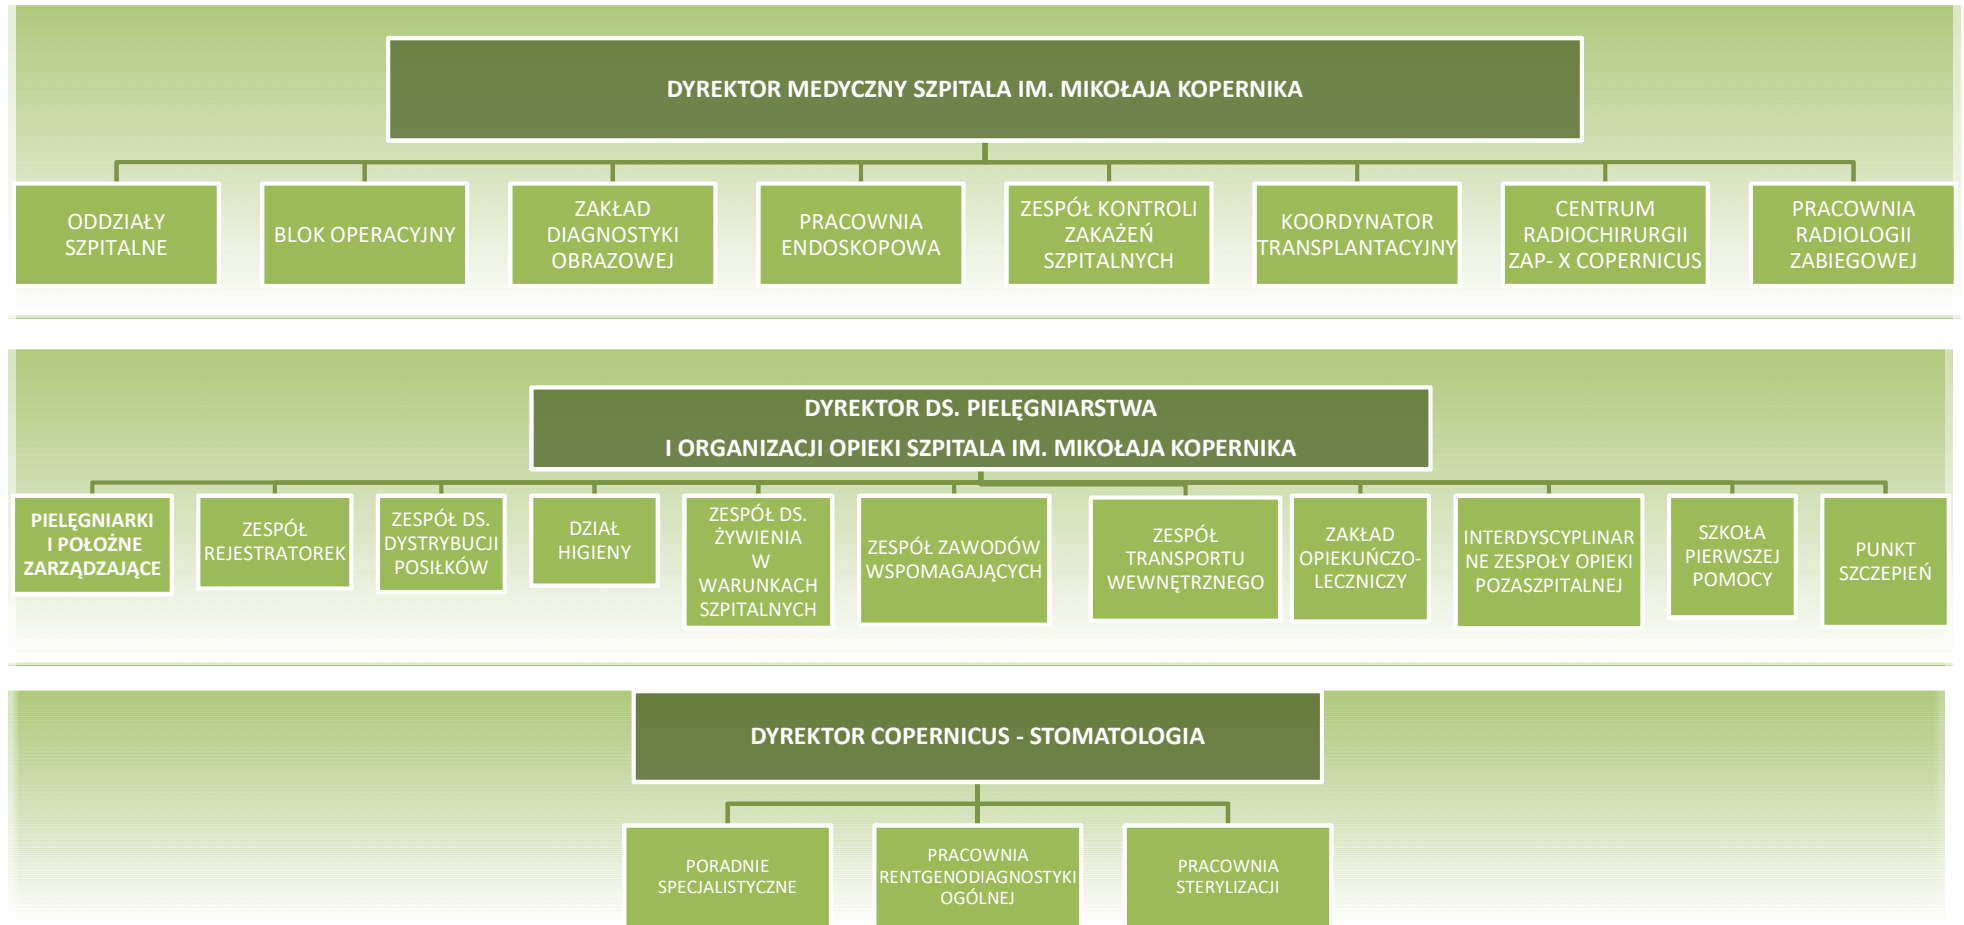 DYREKTOR MEDYCZNY SZPITALA IM. MIKOŁAJA KOPERNIKA
ODDZIAŁY
SZPITALNE
BLOK OPERACYJNY
ZAKŁAD
DIAGNOSTYKI
OBRAZOWEJ
PRACOWNIA
ENDOSKOPOWA
ZESPÓŁ KONTROLI
ZAKAŻEŃ
SZPITALNYCH
KOORDYNATOR
TRANSPLANTACYJNY
CENTRUM
RADIOCHIRURGII
ZAP- X COPERNICUS
PRACOWNIA
RADIOLOGII
ZABIEGOWEJ
DYREKTOR DS. PIELĘGNIARSTWA
I ORGANIZACJI OPIEKI SZPITALA IM. MIKOŁAJA KOPERNIKA
PIELĘGNIARKI
I POŁOŻNE
ZARZĄDZAJĄCE
ZESPÓŁ
REJESTRATOREK
ZESPÓŁ DS.
DYSTRYBUCJI
POSIŁKÓW
DZIAŁ
HIGIENY
ZESPÓŁ DS.
ŻYWIENIA
W
WARUNKACH
SZPITALNYCH
ZESPÓŁ ZAWODÓW
WSPOMAGAJĄCYCH
ZESPÓŁ
TRANSPORTU
WEWNĘTRZNEGO
ZAKŁAD
OPIEKUŃCZO-
LECZNICZY
INTERDYSCYPLINAR
NE ZESPOŁY OPIEKI
POZASZPITALNEJ
SZKOŁA
PIERWSZEJ
POMOCY
PUNKT
SZCZEPIEŃ
DYREKTOR COPERNICUS - STOMATOLOGIA
PORADNIE
SPECJALISTYCZNE
PRACOWNIA
RENTGENODIAGNOSTYKI
OGÓLNEJ
PRACOWNIA
STERYLIZACJI